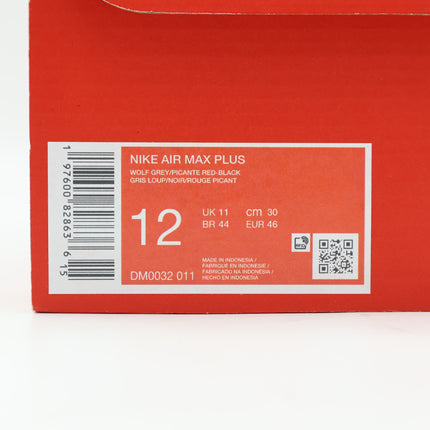 NIKE AIR MAX PLUS
WOLF GREY/PICANTE RED-BLACK
GRIS LOUP/NOIR/ROUGE PICANT
12
UK 11 cm 30
BR 44 EUR 46
DM0032 011
MADE IN INDONESIA /
FABRIQUÉ EN INDONÉSIE /
FABRICADO NA INDONÉSIA /
HECHO EN INDONESIA
1 97600 82863 6 15